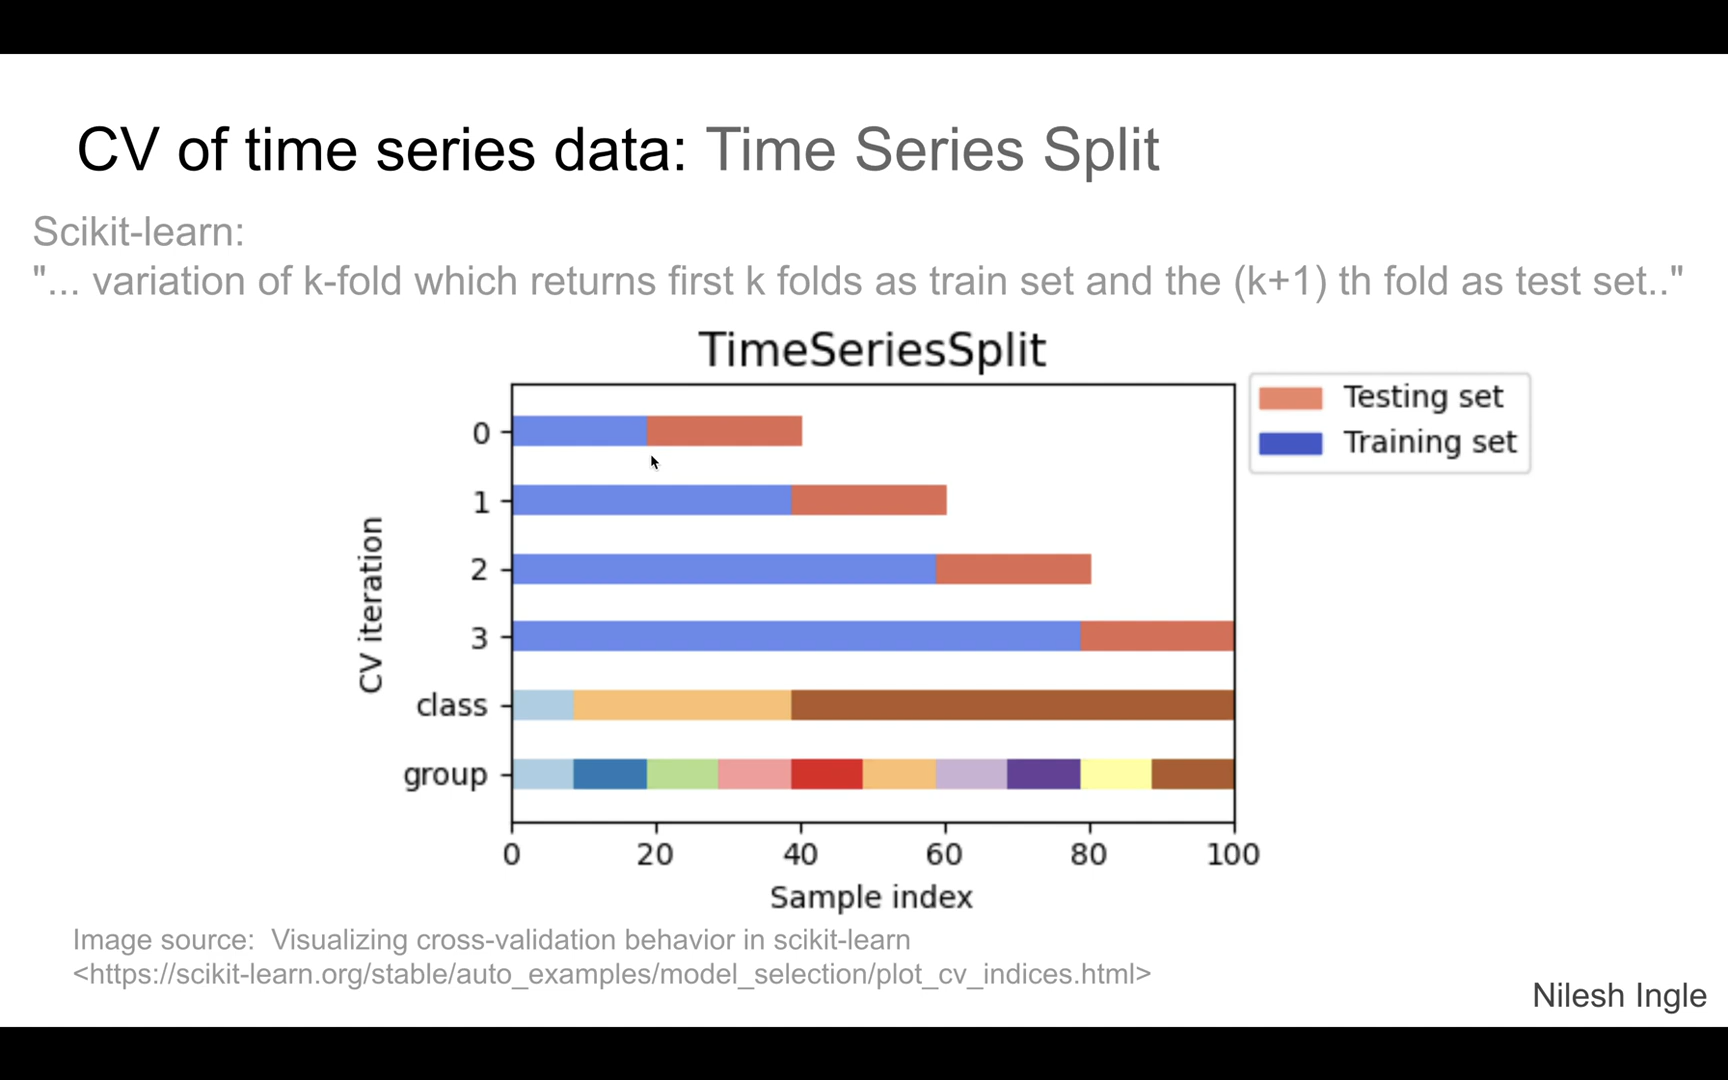 CV of time series data: Time Series Split
Scikit-learn:
"... variation of k-fold which returns first k folds as train set and the (k+1) th fold as test set.."
TimeSeriesSplit
Testing set
Training set
CV iteration
0
1
2
3
class
group
0 20 40 60 80 100
Sample index
Image source:  Visualizing cross-validation behavior in scikit-learn
<https://scikit-learn.org/stable/auto_examples/model_selection/plot_cv_indices.html>
Nilesh Ingle